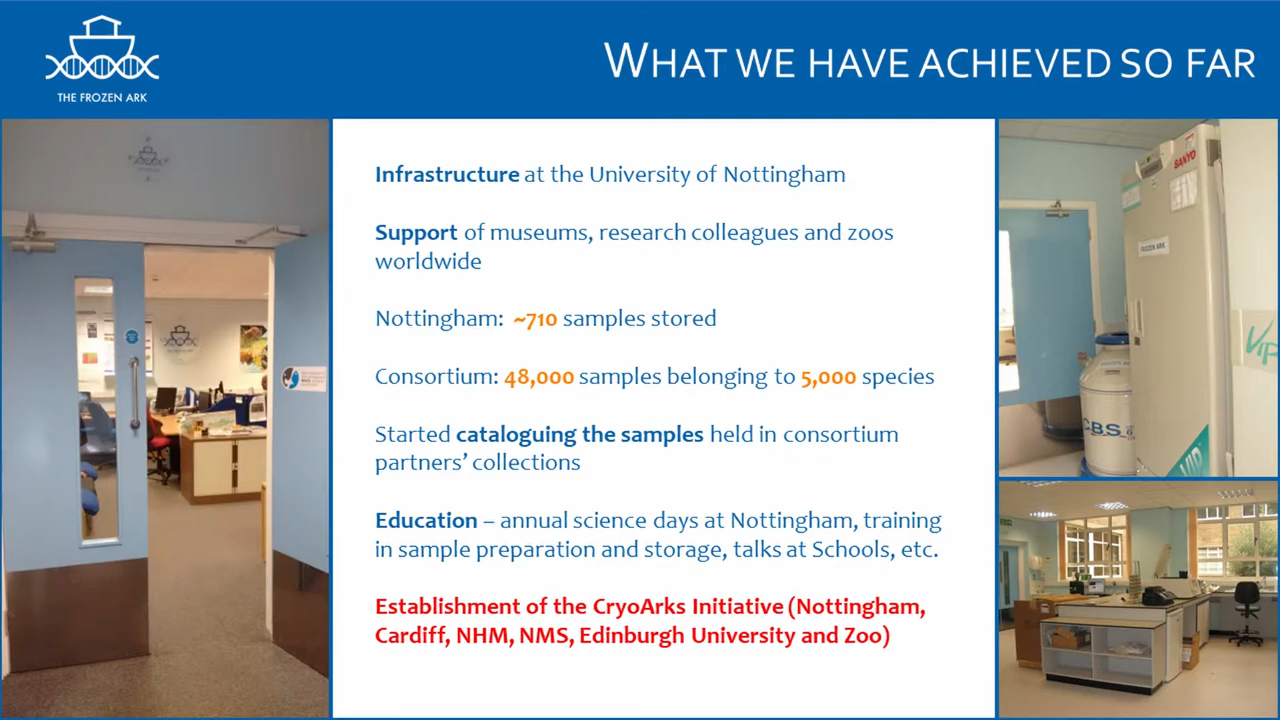 THE FROZEN ARK
WHAT WE HAVE ACHIEVED SO FAR
Infrastructure at the University of Nottingham
Support of museums, research colleagues and zoos
worldwide
Nottingham: ~710 samples stored
Consortium: 48,000 samples belonging to 5,000 species
Started cataloguing the samples held in consortium
partners’ collections
Education – annual science days at Nottingham, training
in sample preparation and storage, talks at Schools, etc.
Establishment of the CryoArks Initiative (Nottingham,
Cardiff, NHM, NMS, Edinburgh University and Zoo)
SANYO
FROZEN ARK
CBS
VIP
VIP